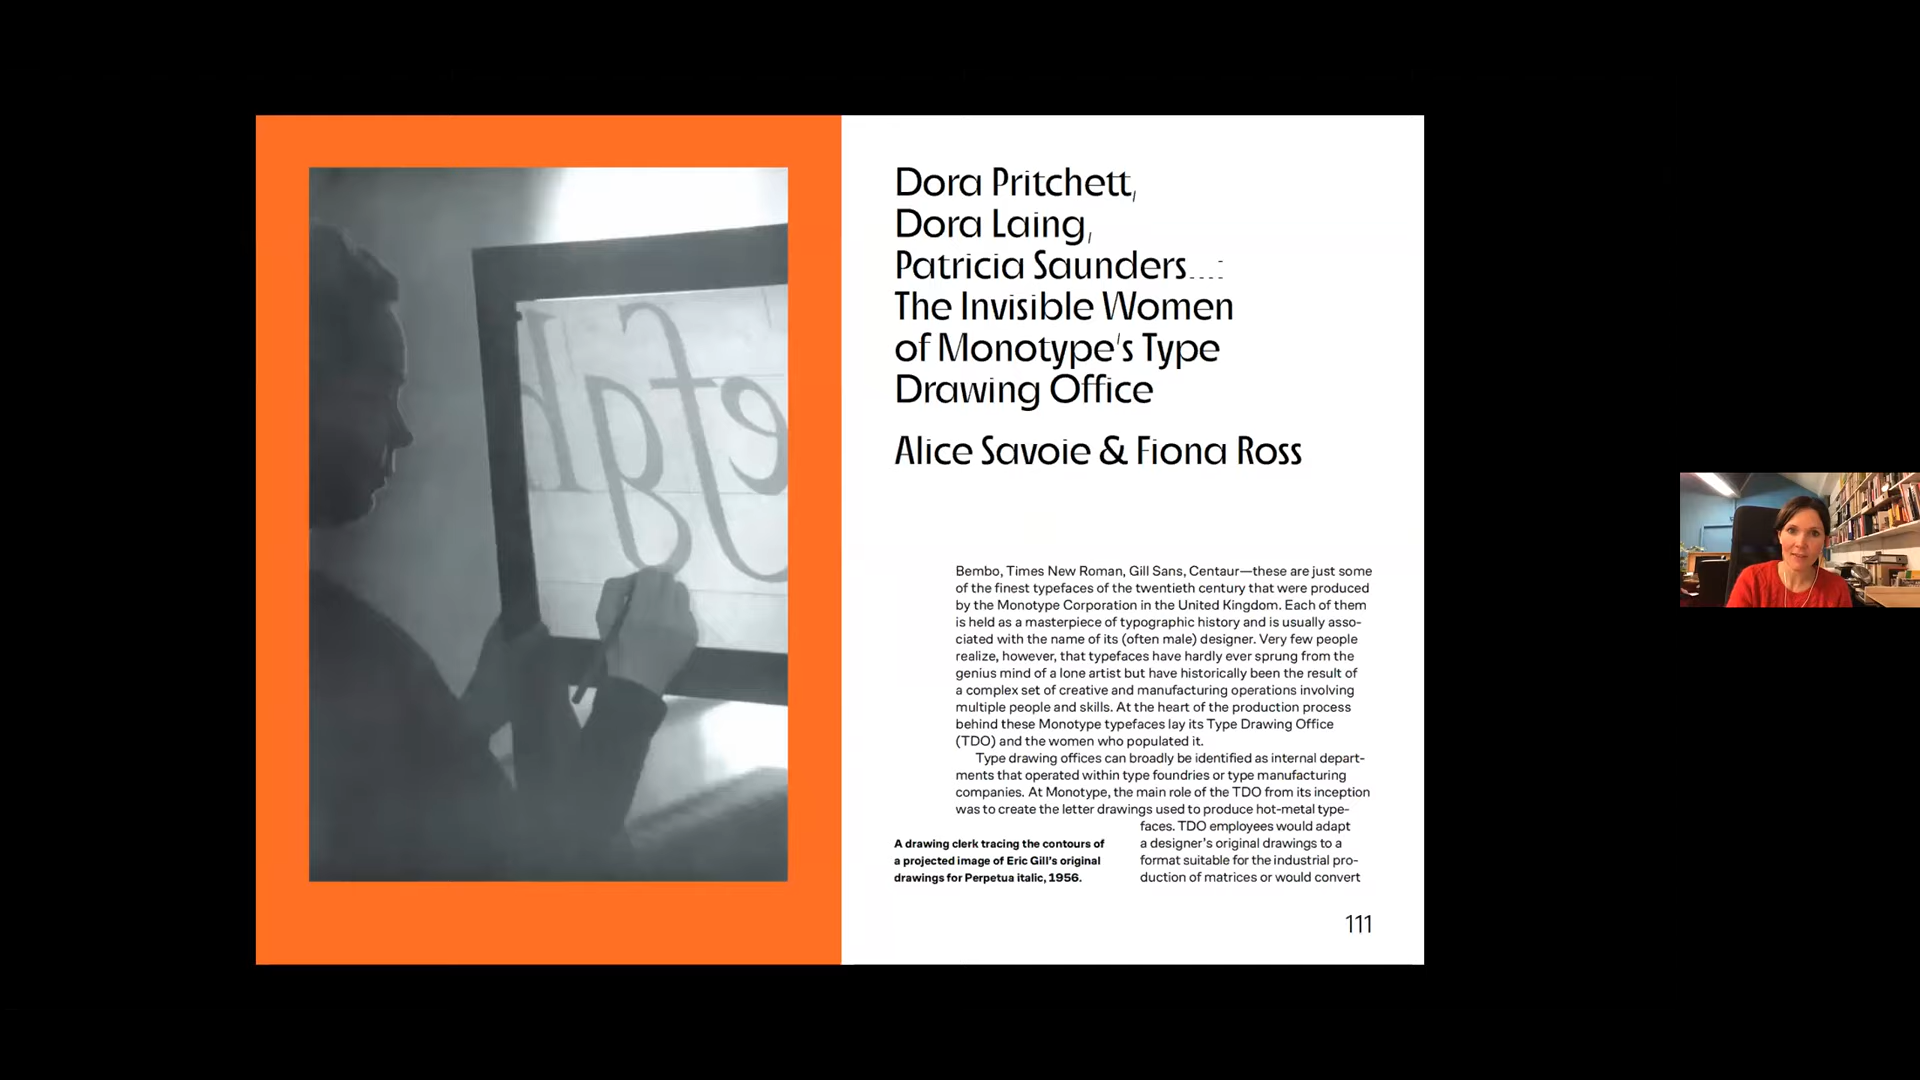 Dora Pritchett,
Dora Laing,
Patricia Saunders...:
The Invisible Women
of Monotype's Type
Drawing Office
Alice Savoie & Fiona Ross
Bembo, Times New Roman, Gill Sans, Centaur—these are just some
of the finest typefaces of the twentieth century that were produced
by the Monotype Corporation in the United Kingdom. Each of them
is held as a masterpiece of typographic history and is usually asso-
ciated with the name of its (often male) designer. Very few people
realize, however, that typefaces have hardly ever sprung from the
genius mind of a lone artist but have historically been the result of
a complex set of creative and manufacturing operations involving
multiple people and skills. At the heart of the production process
behind these Monotype typefaces lay its Type Drawing Office
(TDO) and the women who populated it.
Type drawing offices can broadly be identified as internal depart-
ments that operated within type foundries or type manufacturing
companies. At Monotype, the main role of the TDO from its inception
was to create the letter drawings used to produce hot-metal type-
faces. TDO employees would adapt
a designer's original drawings to a
format suitable for the industrial pro-
duction of matrices or would convert
A drawing clerk tracing the contours of
a projected image of Eric Gill's original
drawings for Perpetua italic, 1956.
111